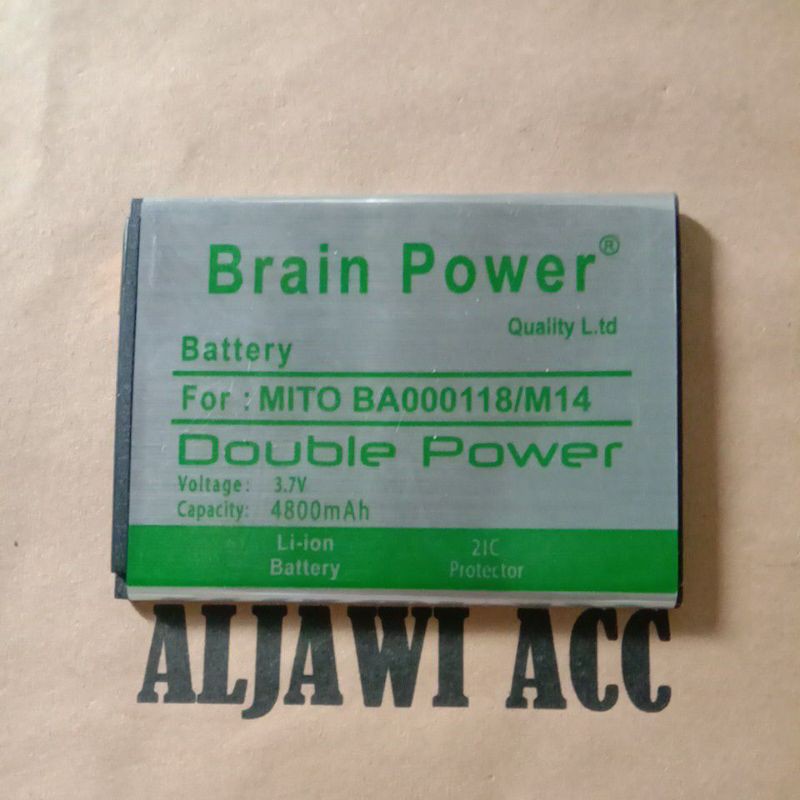 Brain Power®
Quality L.td
Battery
For : MITO BA000118/M14
Double Power
Voltage : 3.7V
Capacity: 4800mAh
Li-ion Battery
2IC Protector
ALJAWI ACC